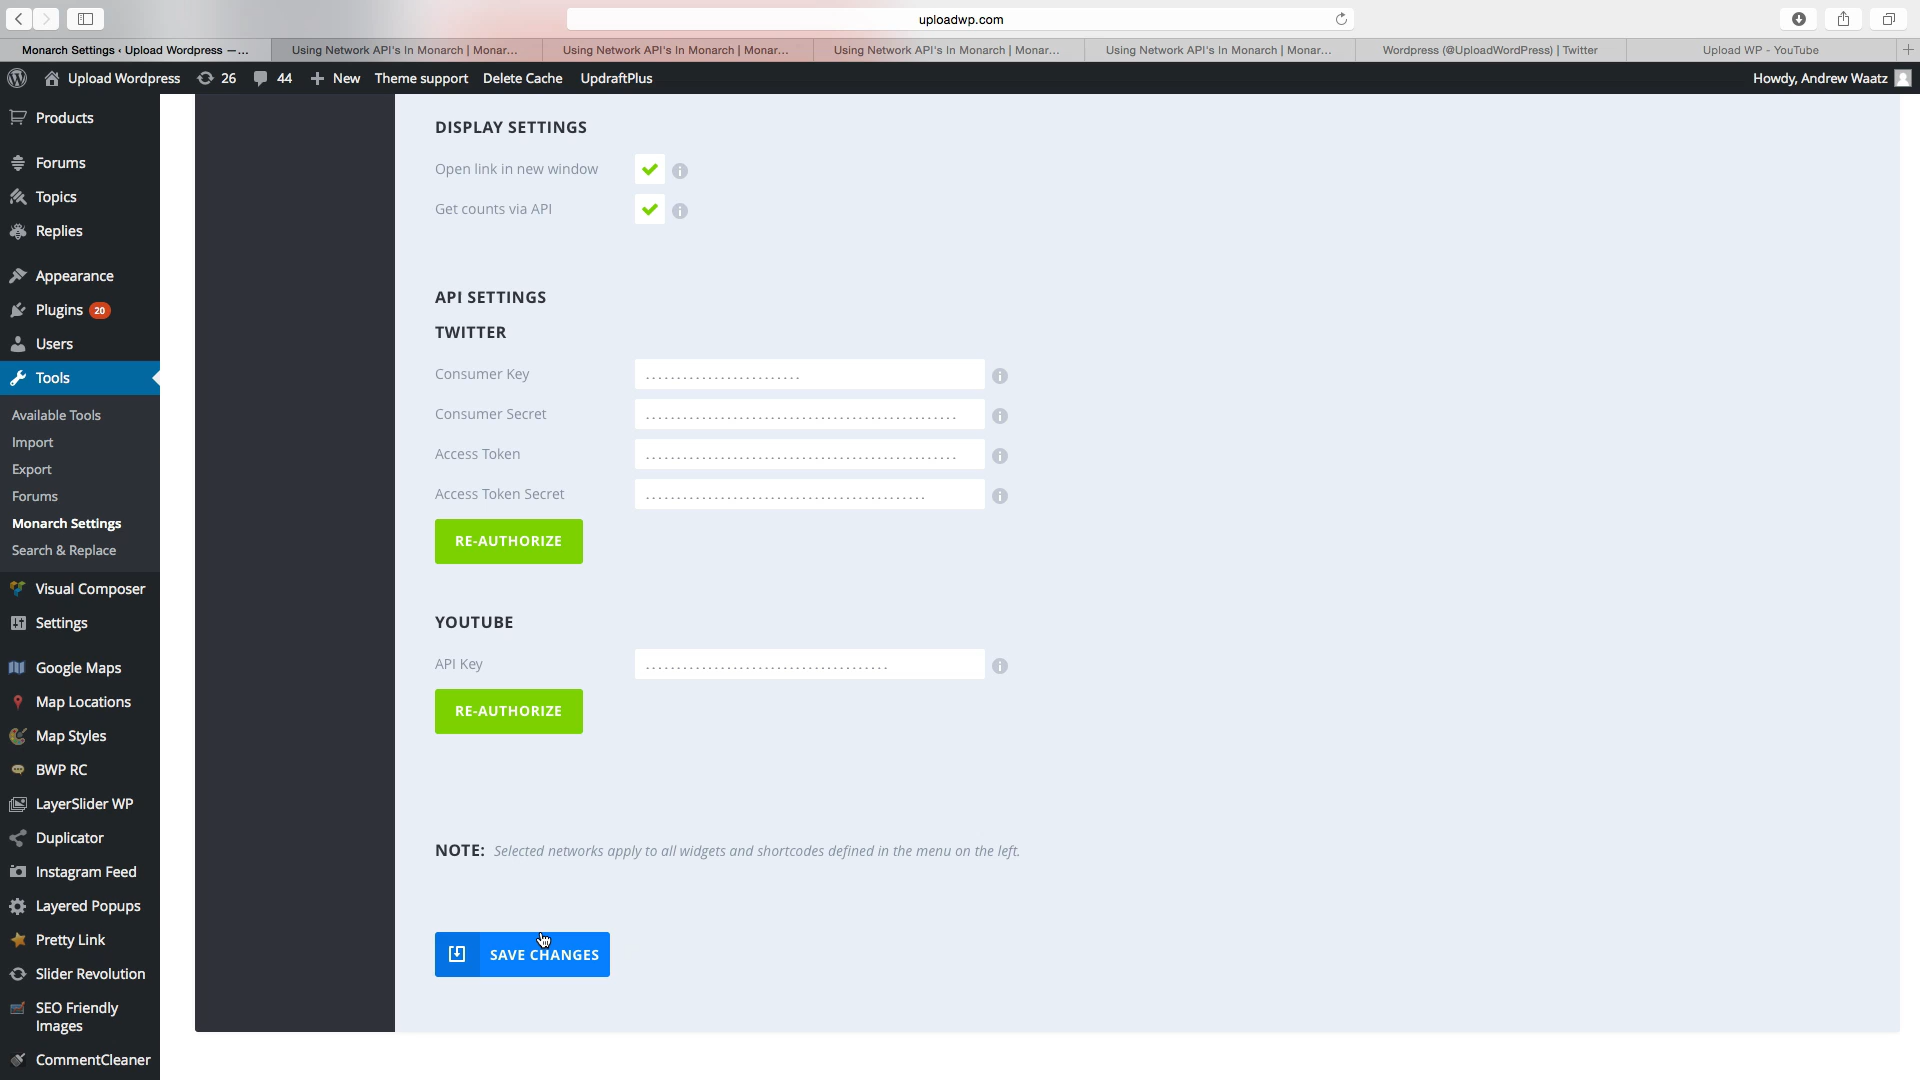 uploadwp.com
Monarch Settings ‹ Upload Wordpress —...
Using Network API's In Monarch | Monar...
Using Network API's In Monarch | Monar...
Using Network API's In Monarch | Monar...
Using Network API's In Monarch | Monar...
Wordpress (@UploadWordPress) | Twitter
Upload WP - YouTube
Upload Wordpress
26
44
New
Theme support
Delete Cache
UpdraftPlus
Howdy, Andrew Waatz
Products
Forums
Topics
Replies
Appearance
Plugins 20
Users
Tools
Available Tools
Import
Export
Forums
Monarch Settings
Search & Replace
Visual Composer
Settings
Google Maps
Map Locations
Map Styles
BWP RC
LayerSlider WP
Duplicator
Instagram Feed
Layered Popups
Pretty Link
Slider Revolution
SEO Friendly
Images
CommentCleaner
DISPLAY SETTINGS
Open link in new window
Get counts via API
API SETTINGS
TWITTER
Consumer Key
Consumer Secret
Access Token
Access Token Secret
RE-AUTHORIZE
YOUTUBE
API Key
RE-AUTHORIZE
NOTE: Selected networks apply to all widgets and shortcodes defined in the menu on the left.
SAVE CHANGES